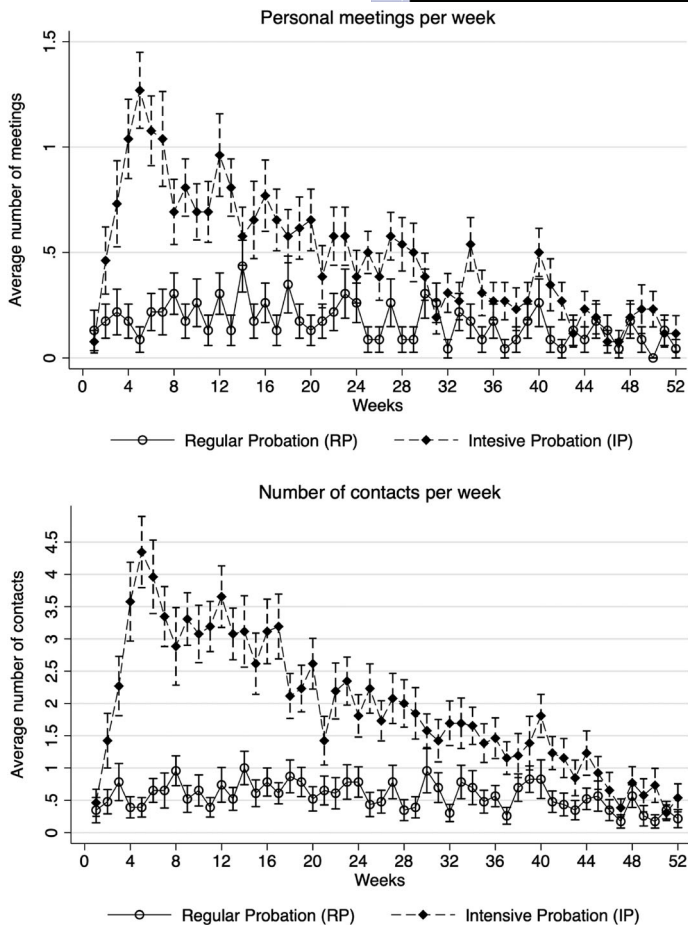 Personal meetings per week
1.5
1
.5
0
Average number of meetings
0 4 8 12 16 20 24 28 32 36 40 44 48 52
Weeks
Regular Probation (RP) Intesive Probation (IP)
Number of contacts per week
4.5
4
3.5
3
2.5
2
1.5
1
.5
0
Average number of contacts
0 4 8 12 16 20 24 28 32 36 40 44 48 52
Weeks
Regular Probation (RP) Intensive Probation (IP)